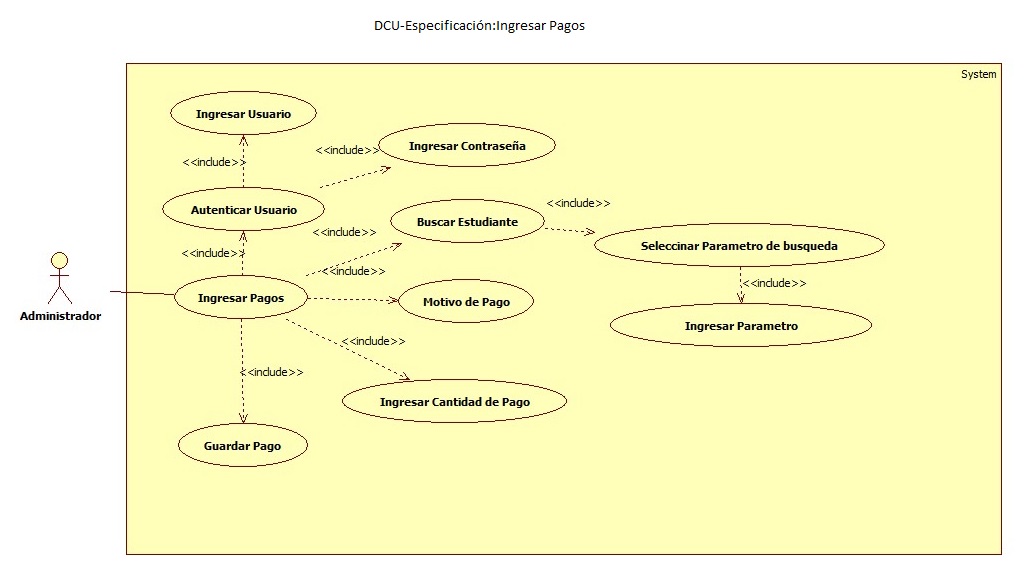 DCU-Especificación:Ingresar Pagos
System
Ingresar Usuario
<<include>>
Ingresar Contraseña
<<include>>
Autenticar Usuario
Buscar Estudiante
<<include>>
<<include>>
Seleccinar Parametro de busqueda
<<include>>
<<include>>
<<include>>
Ingresar Pagos
Motivo de Pago
Administrador
Ingresar Parametro
<<include>>
<<include>>
Ingresar Cantidad de Pago
Guardar Pago